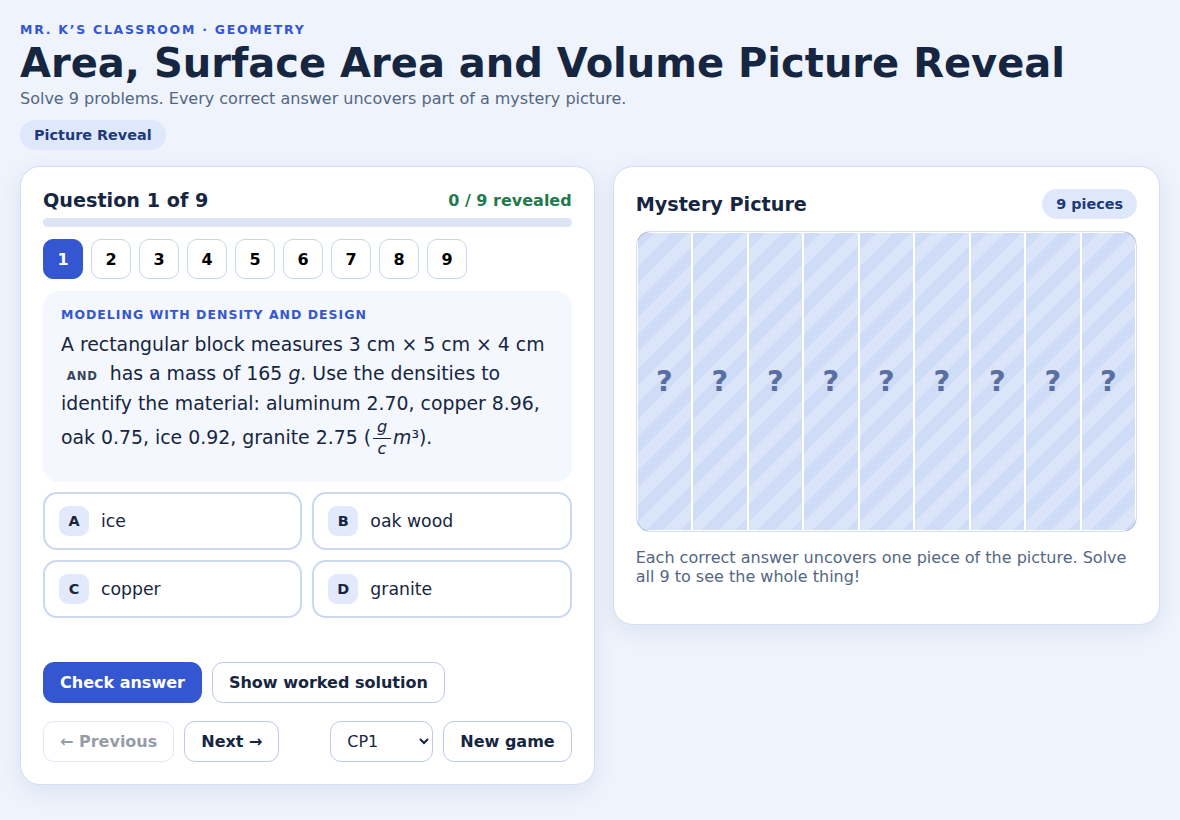 MR. K’S CLASSROOM · GEOMETRY
Area, Surface Area and Volume Picture Reveal
Solve 9 problems. Every correct answer uncovers part of a mystery picture.
Picture Reveal
Question 1 of 9
0 / 9 revealed
1 2 3 4 5 6 7 8 9
MODELING WITH DENSITY AND DESIGN
A rectangular block measures 3 cm × 5 cm × 4 cm
AND has a mass of 165 g. Use the densities to
identify the material: aluminum 2.70, copper 8.96,
oak 0.75, ice 0.92, granite 2.75 (g/c m³).
A ice
B oak wood
C copper
D granite
Check answer
Show worked solution
← Previous
Next →
CP1
New game
Mystery Picture
9 pieces
? ? ? ? ? ? ? ? ?
Each correct answer uncovers one piece of the picture. Solve
all 9 to see the whole thing!